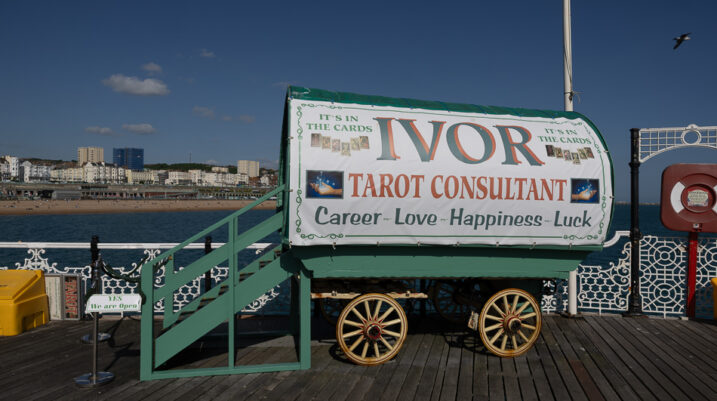 IT'S IN
THE CARDS
IVOR
IT'S IN
THE CARDS
TAROT CONSULTANT
Career ~ Love ~ Happiness ~ Luck
YES
We are Open